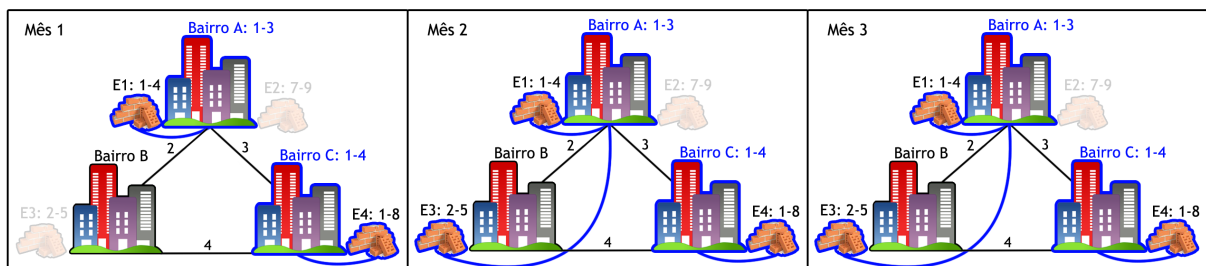 Mês 1
Bairro A: 1-3
E1: 1-4
E2: 7-9
2
3
Bairro B
Bairro C: 1-4
E3: 2-5
E4: 1-8
4
Mês 2
Bairro A: 1-3
E1: 1-4
E2: 7-9
2
3
Bairro B
Bairro C: 1-4
E3: 2-5
E4: 1-8
4
Mês 3
Bairro A: 1-3
E1: 1-4
E2: 7-9
2
3
Bairro B
Bairro C: 1-4
E3: 2-5
E4: 1-8
4